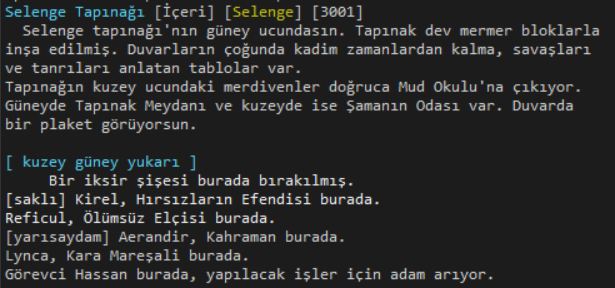 Selenge Tapınağı [İçeri] [Selenge] [3001]
Selenge tapınağı'nın güney ucundasın. Tapınak dev mermer bloklarla
inşa edilmiş. Duvarların çoğunda kadim zamanlardan kalma, savaşları
ve tanrıları anlatan tablolar var.
Tapınağın kuzey ucundaki merdivenler doğruca Mud Okulu'na çıkıyor.
Güneyde Tapınak Meydanı ve kuzeyde ise Şamanın Odası var. Duvarda
bir plaket görüyorsun.
[ kuzey güney yukarı ]
Bir iksir şişesi burada bırakılmış.
[saklı] Kirel, Hırsızların Efendisi burada.
Reficul, Ölümsüz Elçisi burada.
[yarısaydam] Aerandir, Kahraman burada.
Lynca, Kara Mareşali burada.
Görevci Hassan burada, yapılacak işler için adam arıyor.